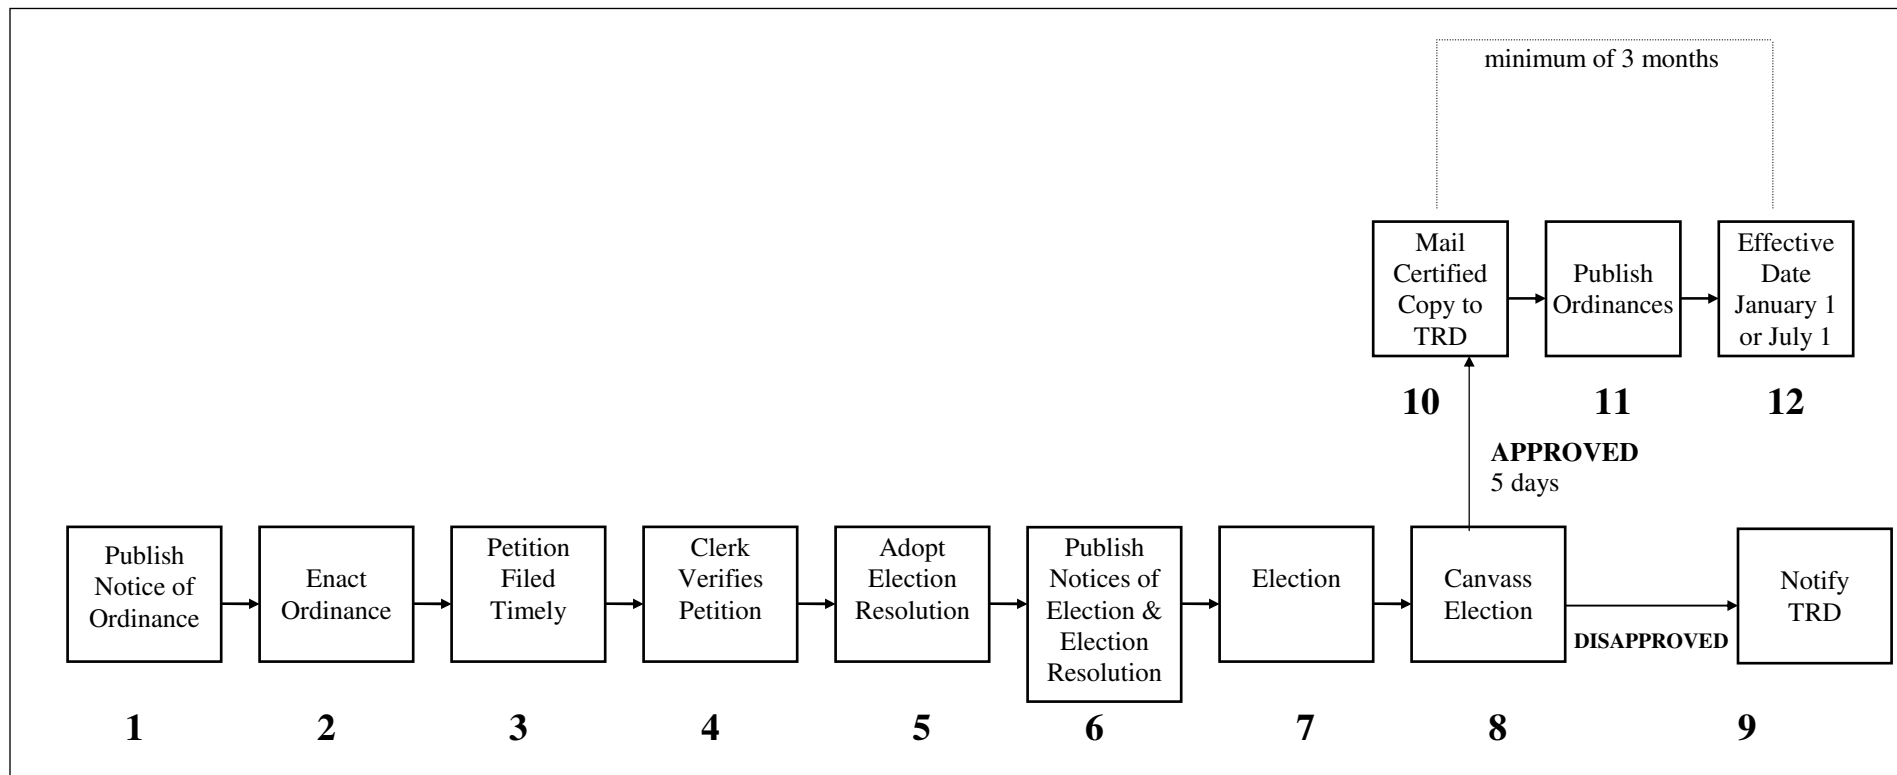 minimum of 3 months
Mail
Certified
Copy to
TRD
Publish
Ordinances
Effective
Date
January 1
or July 1
10
11
12
APPROVED
5 days
Publish
Notice of
Ordinance
Enact
Ordinance
Petition
Filed
Timely
Clerk
Verifies
Petition
Adopt
Election
Resolution
Publish
Notices of
Election &
Election
Resolution
Election
Canvass
Election
DISAPPROVED
Notify
TRD
1
2
3
4
5
6
7
8
9